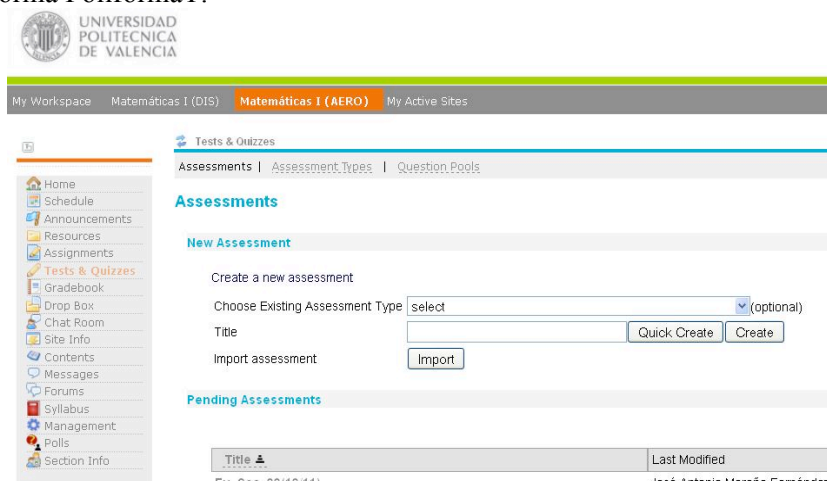 UNIVERSIDAD
POLITECNICA
DE VALENCIA
My Workspace Matemáticas I (DIS) Matemáticas I (AERO) My Active Sites
Tests & Quizzes
Assessments | Assessment Types | Question Pools
Home
Schedule
Announcements
Resources
Assignments
Tests & Quizzes
Gradebook
Drop Box
Chat Room
Site Info
Contents
Messages
Forums
Syllabus
Management
Polls
Section Info
Assessments
New Assessment
Create a new assessment
Choose Existing Assessment Type select (optional)
Title Quick Create Create
Import assessment Import
Pending Assessments
Title Last Modified